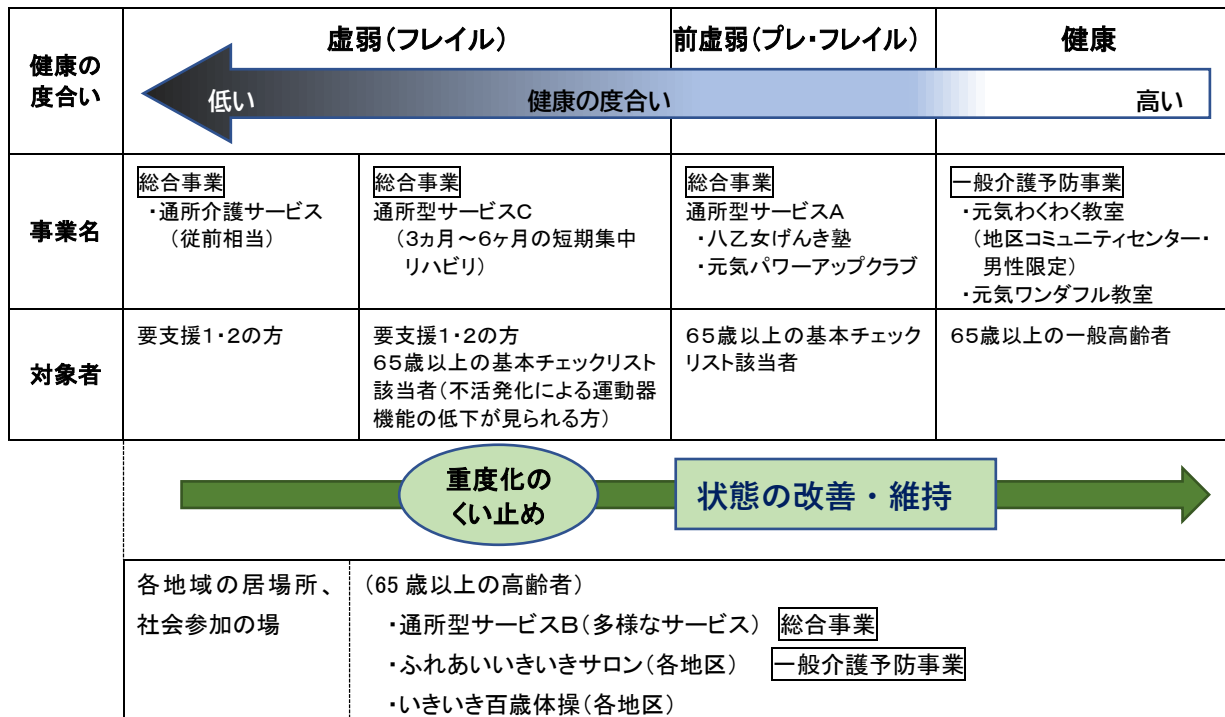 健康の
度合い
虚弱(フレイル)
前虚弱(プレ・フレイル)
健康
低い
健康の度合い
高い
事業名
総合事業
・通所介護サービス
(従前相当)
総合事業
通所型サービスC
(3ヵ月～6ヶ月の短期集中
リハビリ)
総合事業
通所型サービスA
・八乙女げんき塾
・元気パワーアップクラブ
一般介護予防事業
・元気わくわく教室
(地区コミュニティセンター・
男性限定)
・元気ワンダフル教室
対象者
要支援1・2の方
要支援1・2の方
65歳以上の基本チェックリスト
該当者(不活発化による運動器
機能の低下が見られる方)
65歳以上の基本チェック
リスト該当者
65歳以上の一般高齢者
重度化の
くい止め
状態の改善・維持
各地域の居場所、
社会参加の場
(65 歳以上の高齢者)
・通所型サービスB(多様なサービス) 総合事業
・ふれあいいきいきサロン(各地区) 一般介護予防事業
・いきいき百歳体操(各地区)